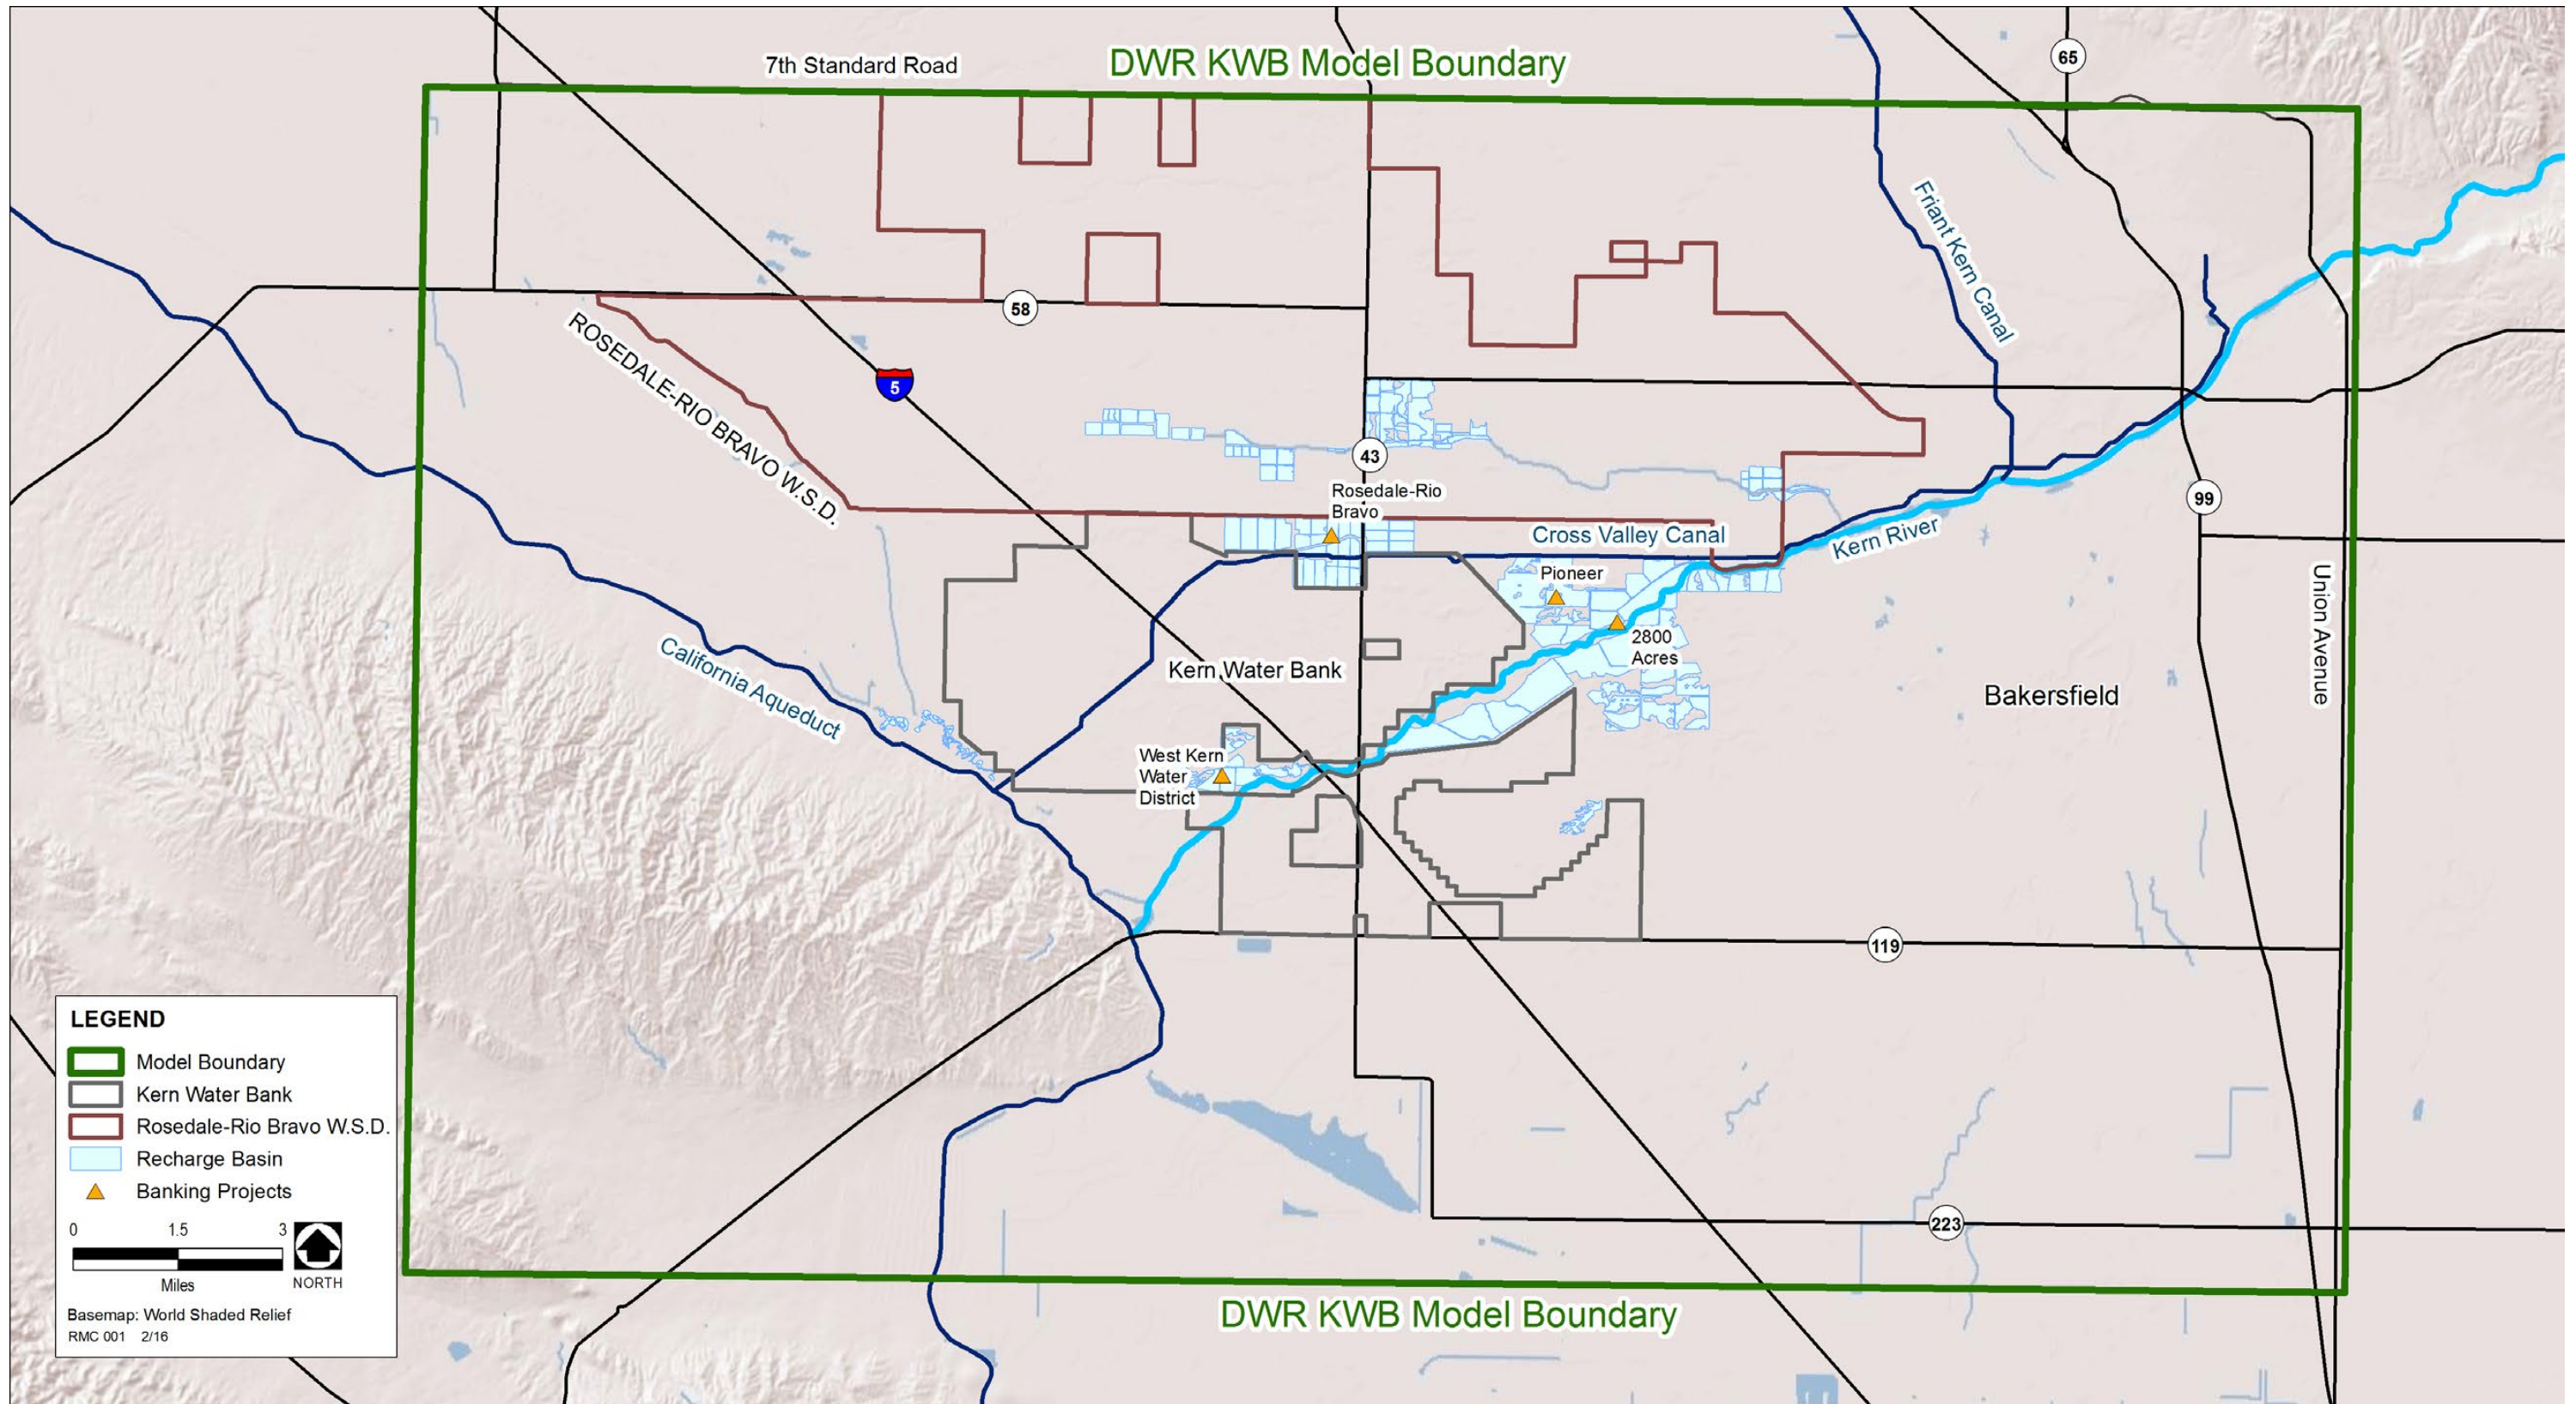 7th Standard Road
DWR KWB Model Boundary
65
Friant Kern Canal
58
ROSEDALE-RIO BRAVO W.S.D.
5
43
Rosedale-Rio
Bravo
99
Cross Valley Canal
Kern River
Pioneer
Union Avenue
2800
Acres
California Aqueduct
Kern Water Bank
Bakersfield
West Kern
Water
District
119
LEGEND
Model Boundary
Kern Water Bank
Rosedale-Rio Bravo W.S.D.
Recharge Basin
Banking Projects
0 1.5 3
Miles
NORTH
Basemap: World Shaded Relief
RMC 001 2/16
223
DWR KWB Model Boundary